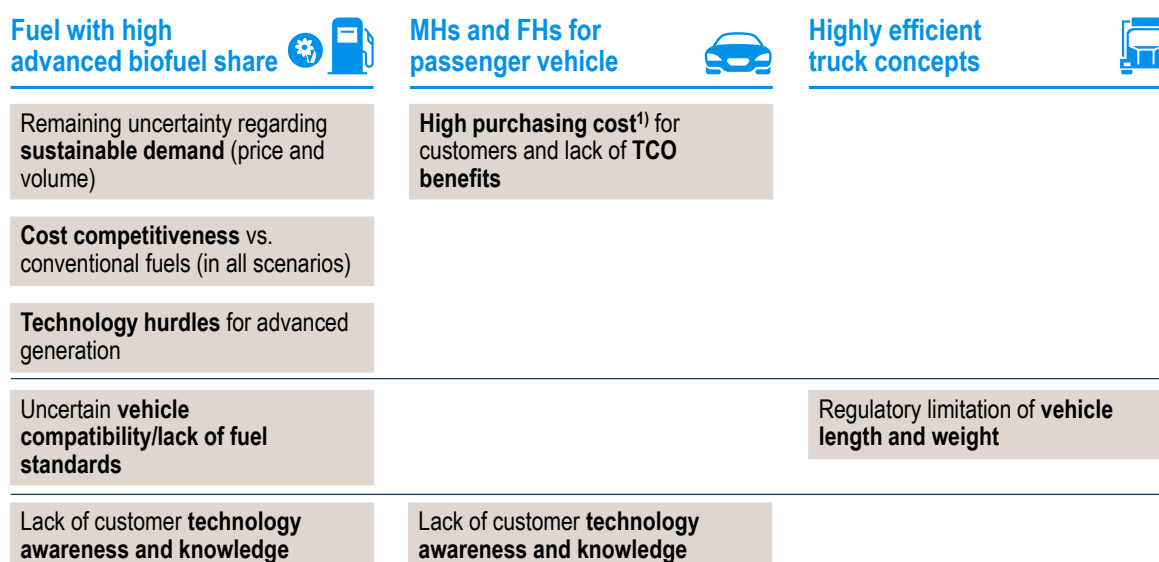 Fuel with high
advanced biofuel share
MHs and FHs for
passenger vehicle
Highly efficient
truck concepts
Remaining uncertainty regarding
sustainable demand (price and
volume)
High purchasing cost1) for
customers and lack of TCO
benefits
Cost competitiveness vs.
conventional fuels (in all scenarios)
Technology hurdles for advanced
generation
Uncertain vehicle
compatibility/lack of fuel
standards
Regulatory limitation of vehicle
length and weight
Lack of customer technology
awareness and knowledge
Lack of customer technology
awareness and knowledge